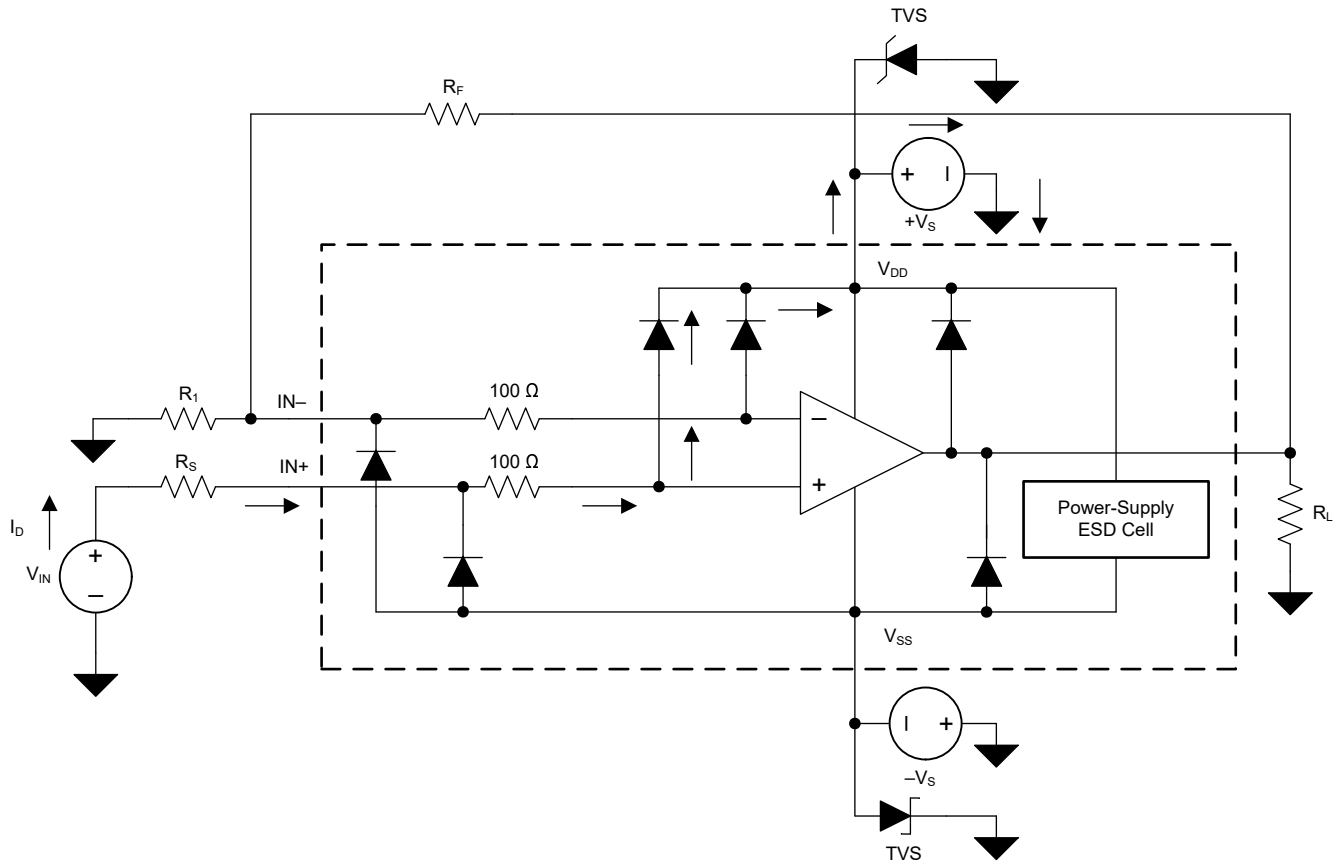 TVS
R_F
+ I
+V_S
V_DD
R_1
IN–
100 Ω
–
R_S
IN+
100 Ω
+
Power-Supply
ESD Cell
R_L
I_D
V_IN
+
–
V_SS
I +
–V_S
TVS